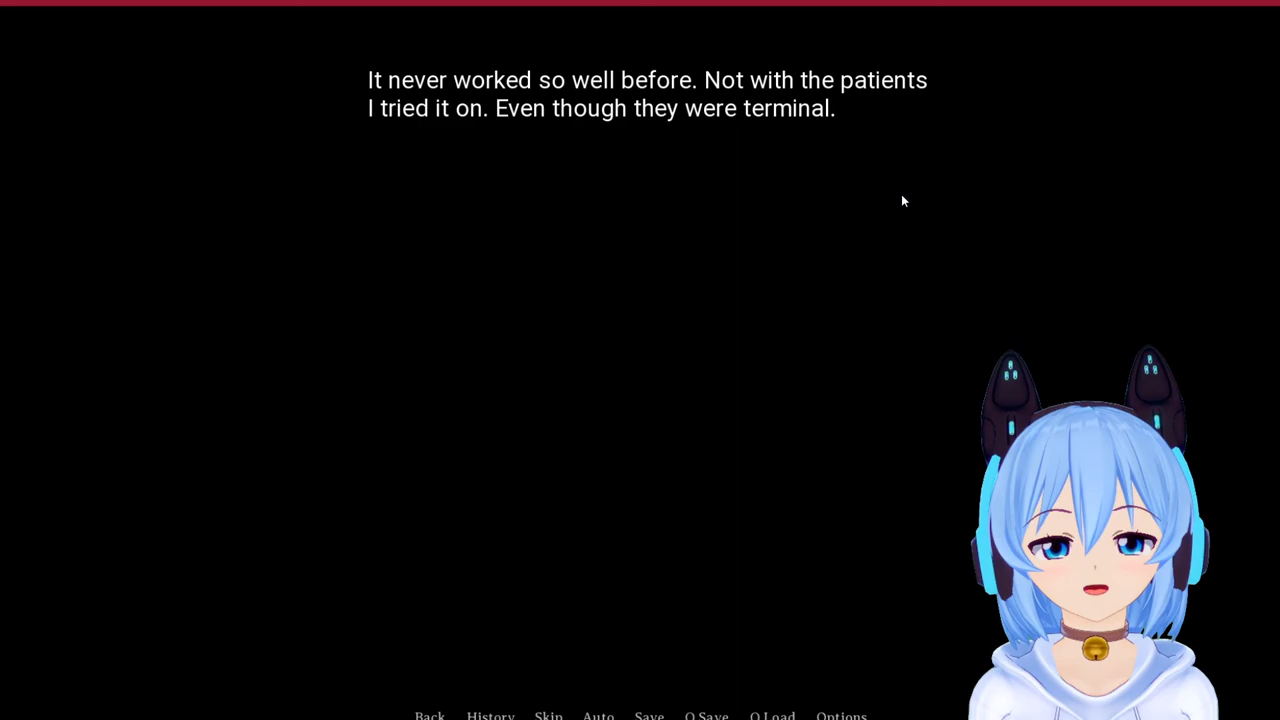 It never worked so well before. Not with the patients
I tried it on. Even though they were terminal.
Back History Skip Auto Save Q.Save Q.Load Options